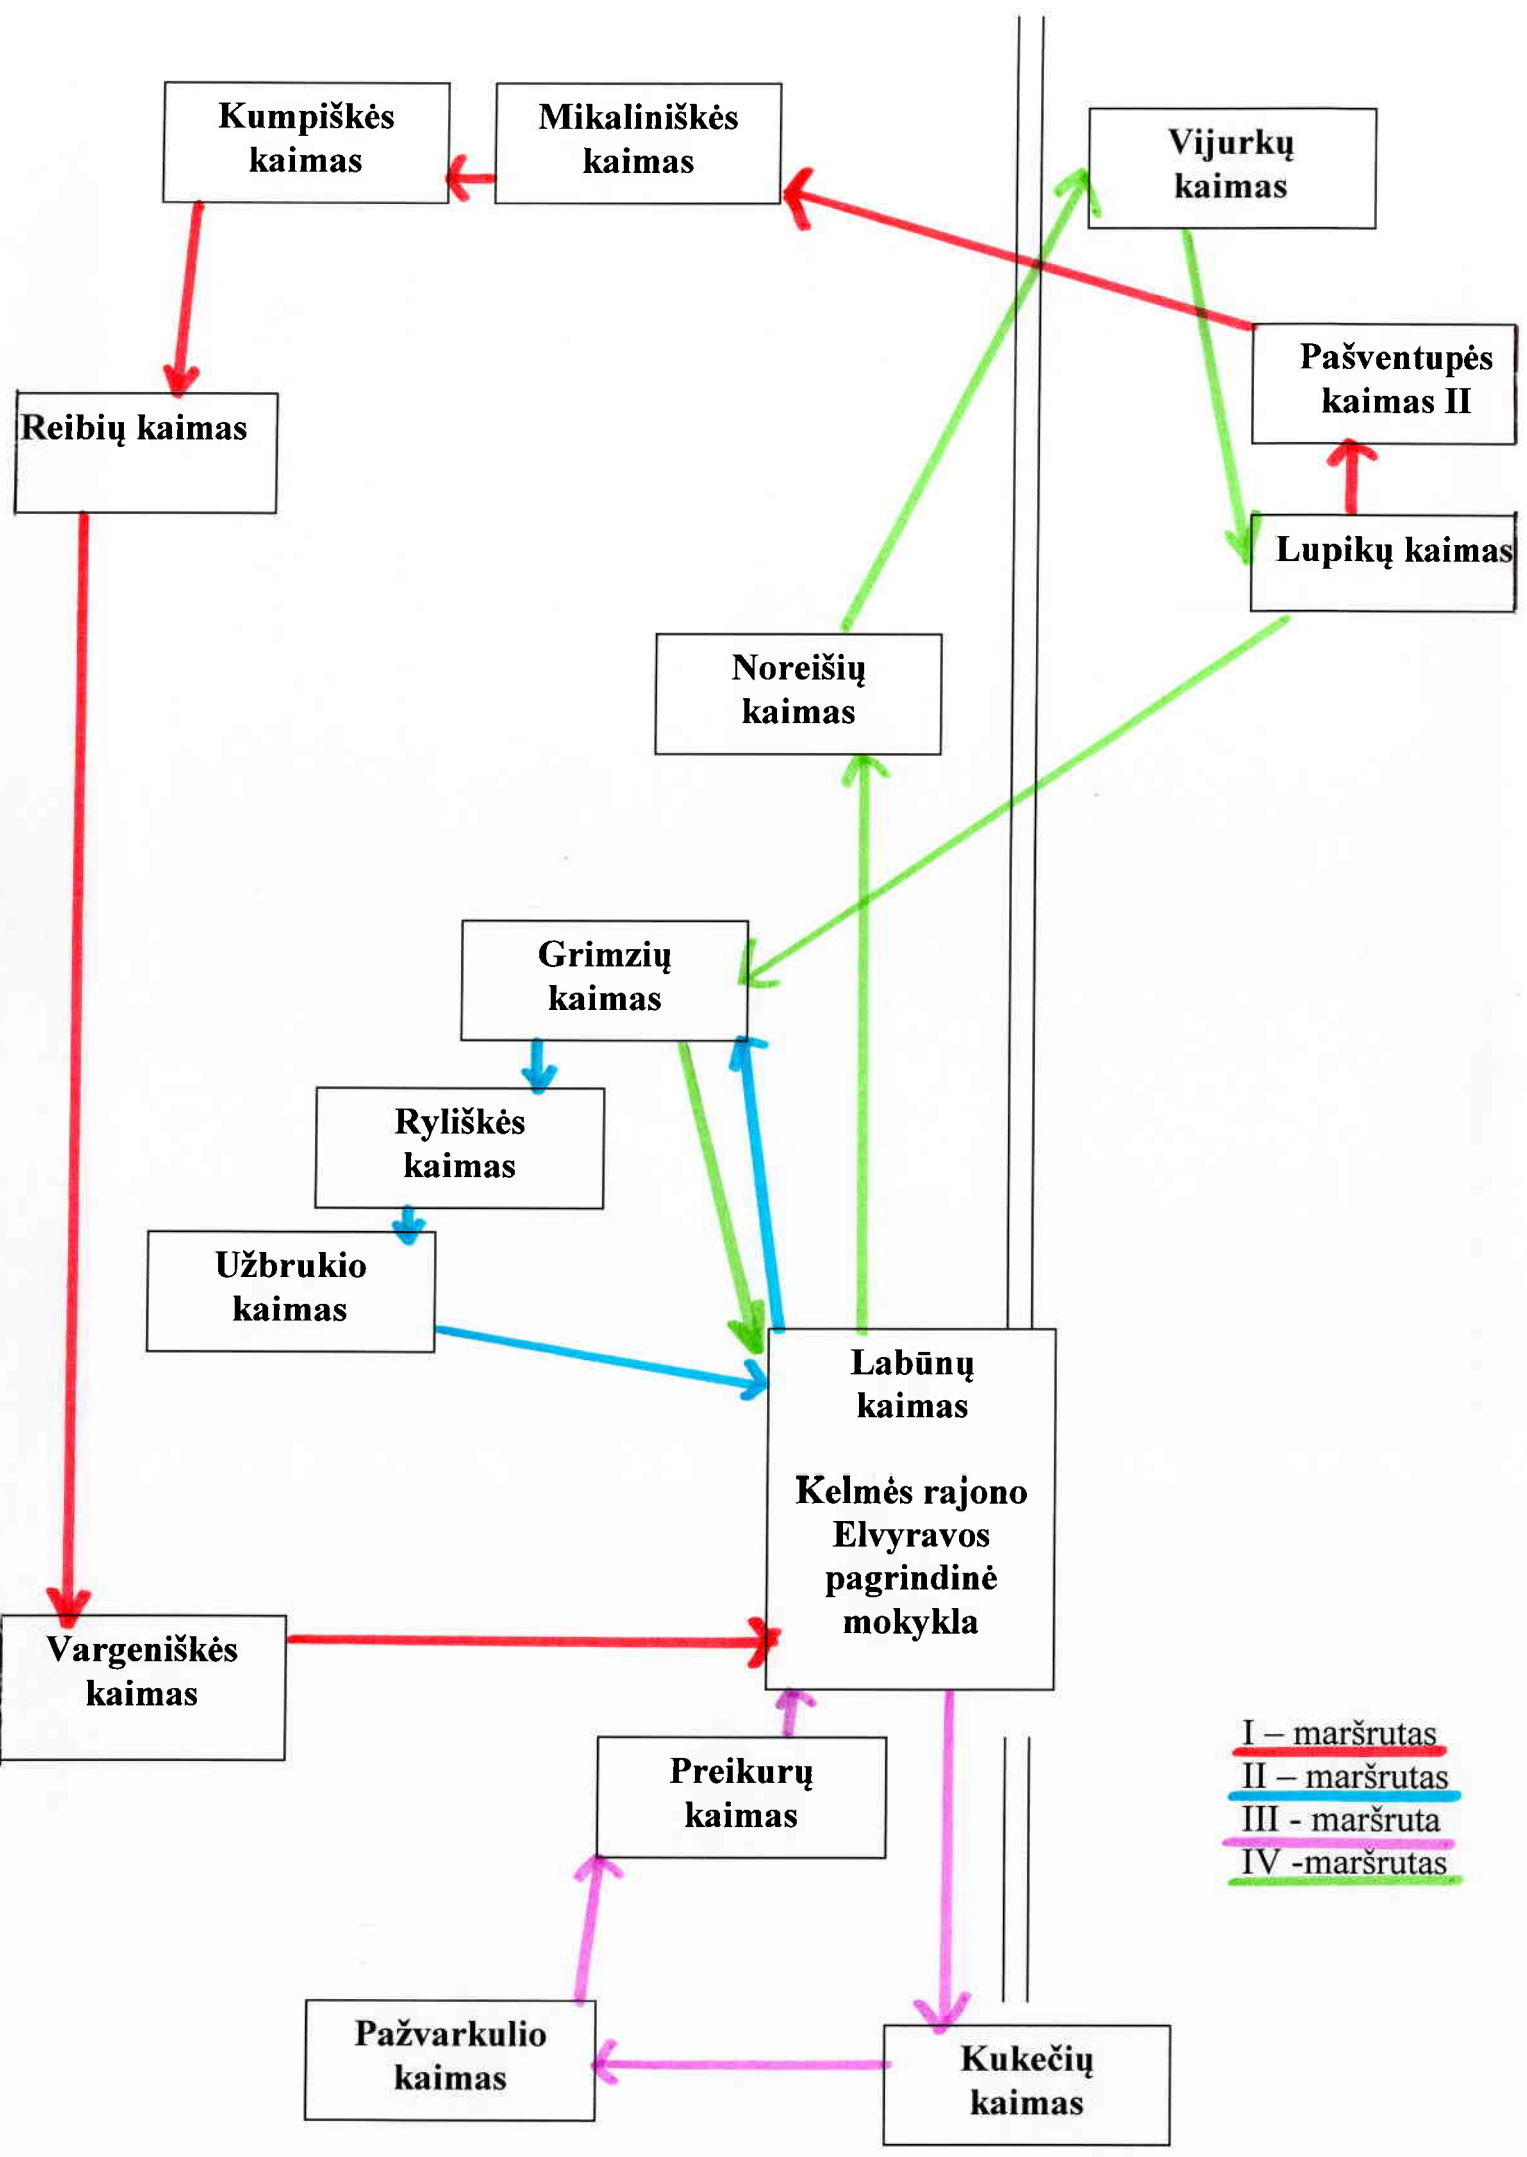 Kumpiškės
kaimas
Mikaliniškės
kaimas
Vijurkų
kaimas
Pašventupės
kaimas II
Reibių kaimas
Lupikų kaimas
Noreišių
kaimas
Grimzių
kaimas
Ryliškės
kaimas
Užbrukio
kaimas
Labūnų
kaimas
Kelmės rajono
Elvyravos
pagrindinė
mokykla
Vargeniškės
kaimas
Preikurų
kaimas
I – maršrutas
II – maršrutas
III - maršruta
IV -maršrutas
Pažvarkulio
kaimas
Kukečių
kaimas